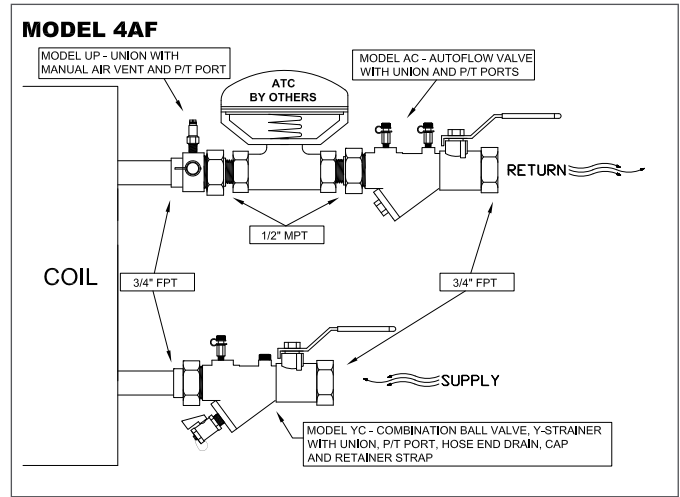 MODEL 4AF
MODEL UP - UNION WITH
MANUAL AIR VENT AND P/T PORT
ATC
BY OTHERS
MODEL AC - AUTOFLOW VALVE
WITH UNION AND P/T PORTS
RETURN
1/2" MPT
COIL
3/4" FPT
3/4" FPT
SUPPLY
MODEL YC - COMBINATION BALL VALVE, Y-STRAINER
WITH UNION, P/T PORT, HOSE END DRAIN, CAP
AND RETAINER STRAP